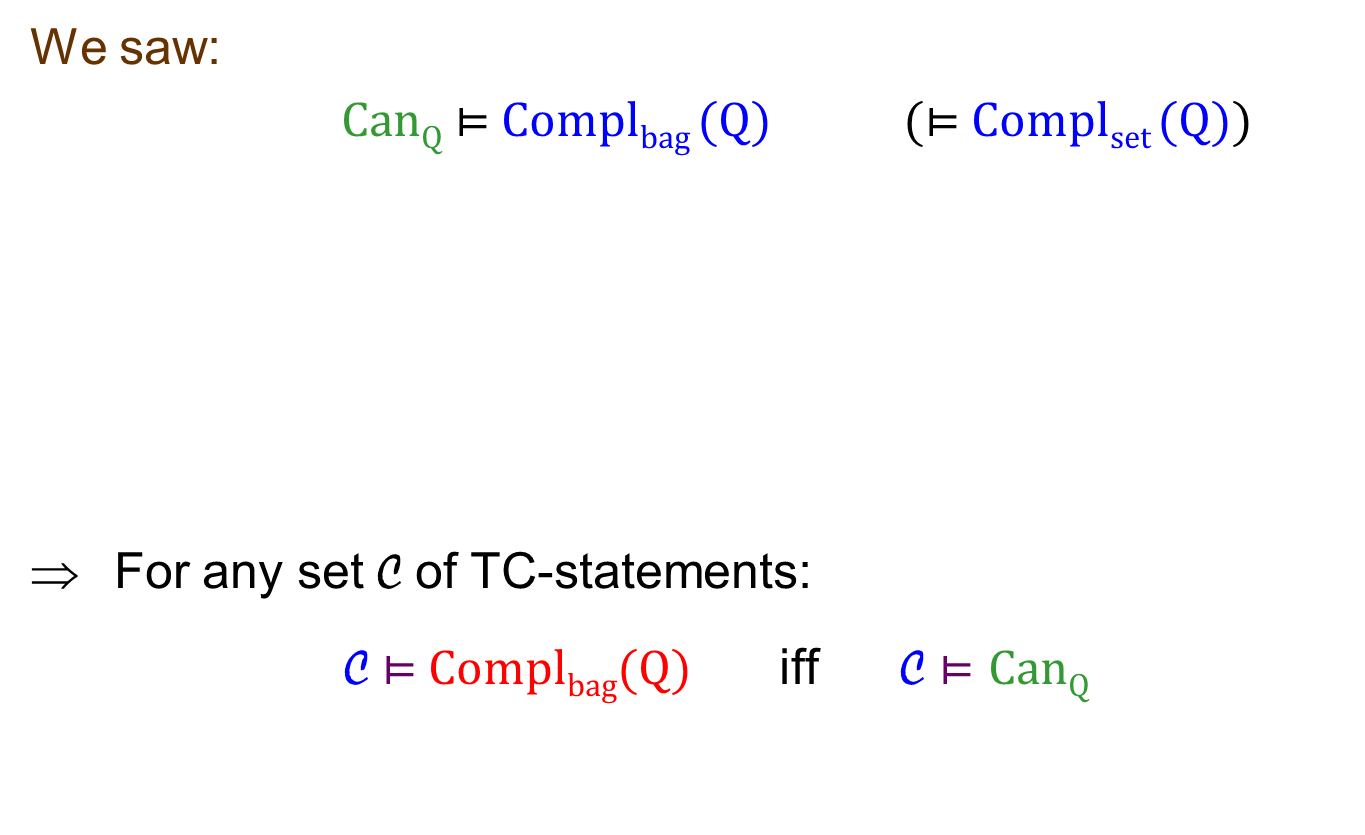 We saw:
Can_Q ⊨ Compl_bag (Q) (⊨ Compl_set (Q))
⇒ For any set 𝒞 of TC-statements:
𝒞 ⊨ Compl_bag(Q) iff 𝒞 ⊨ Can_Q